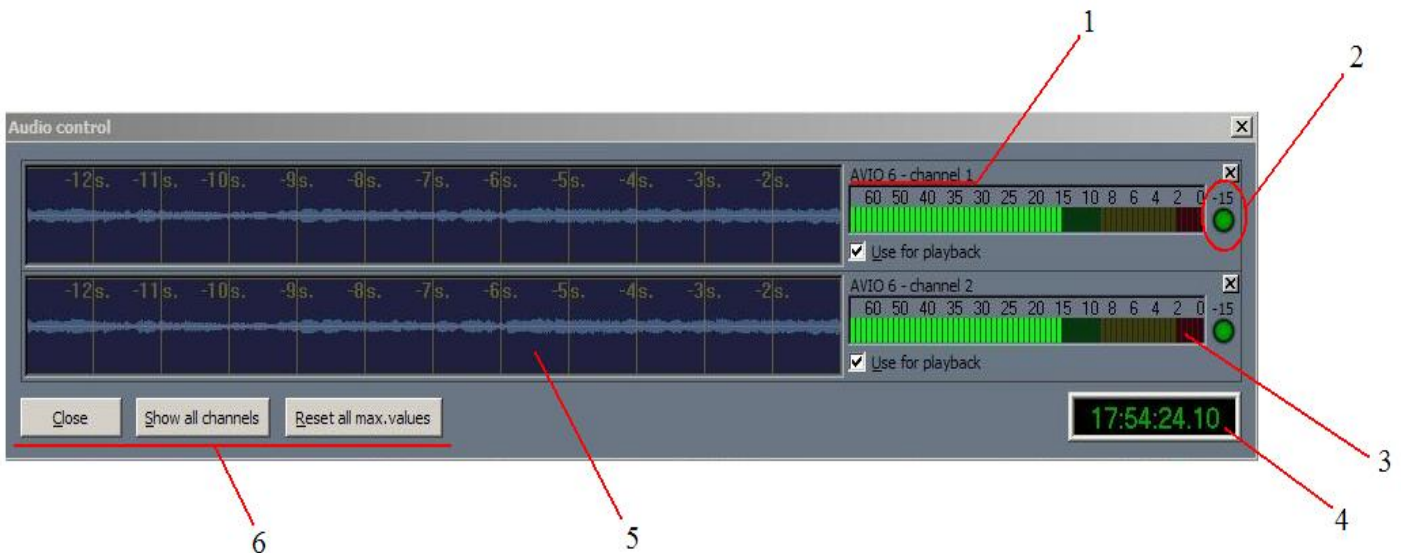 1
2
Audio control
-12s. -11s. -10s. -9s. -8s. -7s. -6s. -5s. -4s. -3s. -2s.
AVIO 6 - channel 1
60 50 40 35 30 25 20 15 10 8 6 4 2 0 -15
Use for playback
-12s. -11s. -10s. -9s. -8s. -7s. -6s. -5s. -4s. -3s. -2s.
AVIO 6 - channel 2
60 50 40 35 30 25 20 15 10 8 6 4 2 0 -15
Use for playback
Close Show all channels Reset all max.values 17:54:24.10
3
4
5
6